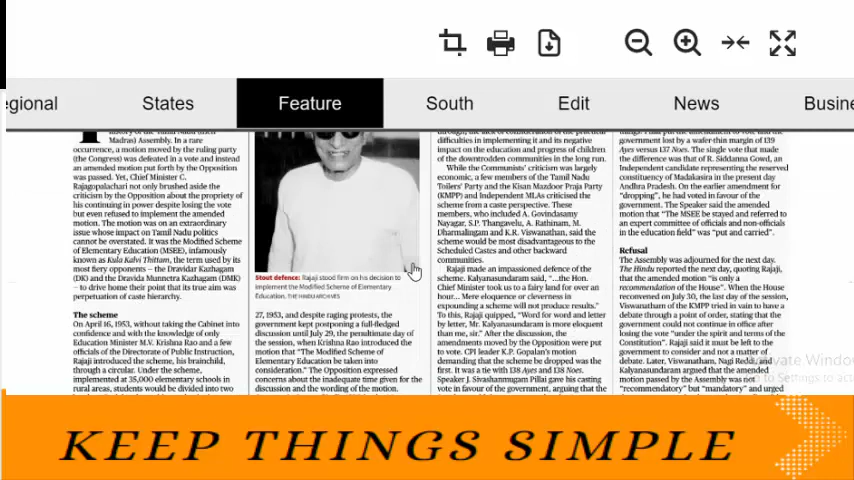 egional States Feature South Edit News Busine
Madras) Assembly. In a rare
occurrence, a motion moved by the ruling party
(the Congress) was defeated in a vote and instead
an amended motion put forth by the Opposition
was passed. Yet, Chief Minister C.
Rajagopalachari not only brushed aside the
criticism by the Opposition about the propriety of
his continuing in power despite losing the vote
but even refused to implement the amended
motion. The motion was on an extraordinary
issue whose impact on Tamil Nadu politics
cannot be overstated. It was the Modified Scheme
of Elementary Education (MSEE), infamously
known as Kula Kalvi Thittam, the term used by its
most fiery opponents – the Dravidar Kazhagam
(DK) and the Dravida Munnetra Kazhagam (DMK)
– to drive home their point that its true aim was
perpetuation of caste hierarchy.
The scheme
On April 16, 1953, without taking the Cabinet into
confidence and with the knowledge of only
Education Minister M.V. Krishna Rao and a few
officials of the Directorate of Public Instruction,
Rajaji introduced the scheme, his brainchild,
through a circular. Under the scheme,
implemented at 35,000 elementary schools in
rural areas, students would be divided into two
Stout defence: Rajaji stood firm on his decision to
implement the Modified Scheme of Elementary
Education. THE HINDU ARCHIVES
27, 1953, and despite raging protests, the
government kept postponing a full-fledged
discussion until July 29, the penultimate day of
the session, when Krishna Rao introduced the
motion that "The Modified Scheme of
Elementary Education be taken into
consideration." The Opposition expressed
concerns about the inadequate time given for the
discussion and the wording of the motion.
through, the lack of consideration of the practical
difficulties in implementing it and its negative
impact on the education and progress of children
of the downtrodden communities in the long run.
While the Communists' criticism was largely
economic, a few members of the Tamil Nadu
Toilers' Party and the Kisan Mazdoor Praja Party
(KMPP) and Independent MLAs criticised the
scheme from a caste perspective. These
members, who included A. Govindasamy
Nayagar, S.P. Thangavelu, A. Rathinam, M.
Dharmalingam and K.R. Viswanathan, said the
scheme would be most disadvantageous to the
Scheduled Castes and other backward
communities.
Rajaji made an impassioned defence of the
scheme. Kalyanasundaram said, "...the Hon.
Chief Minister took us to a fairy land for over an
hour... Mere eloquence or cleverness in
expounding a scheme will not produce results."
To this, Rajaji quipped, "Word for word and letter
by letter, Mr. Kalyanasundaram is more eloquent
than me, sir." After the discussion, the
amendments moved by the Opposition were put
to vote. CPI leader K.P. Gopalan's motion
demanding that the scheme be dropped was the
first. It was a tie with 138 Ayes and 138 Noes.
Speaker J. Sivashanmugam Pillai gave his casting
vote in favour of the government, arguing that the
government lost by a wafer-thin margin of 139
Ayes versus 137 Noes. The single vote that made
the difference was that of R. Siddanna Gowd, an
Independent candidate representing the reserved
constituency of Madakasira in the present day
Andhra Pradesh. On the earlier amendment for
"dropping", he had voted in favour of the
government. The Speaker said the amended
motion that "The MSEE be stayed and referred to
an expert committee of officials and non-officials
in the education field" was "put and carried".
Refusal
The Assembly was adjourned for the next day.
The Hindu reported the next day, quoting Rajaji,
that the amended motion "is only a
recommendation of the House". When the House
reconvened on July 30, the last day of the session,
Viswanathan of the KMPP tried in vain to have a
debate through a point of order, stating that the
government could not continue in office after
losing the vote "under the spirit and terms of the
Constitution". Rajaji said it must be left to the
government to consider and not a matter of
debate. Later, Viswanathan, Nagi Reddi, and
Kalyanasundaram argued that the amended
motion passed by the Assembly was not
"recommendatory" but "mandatory" and urged
KEEP THINGS SIMPLE